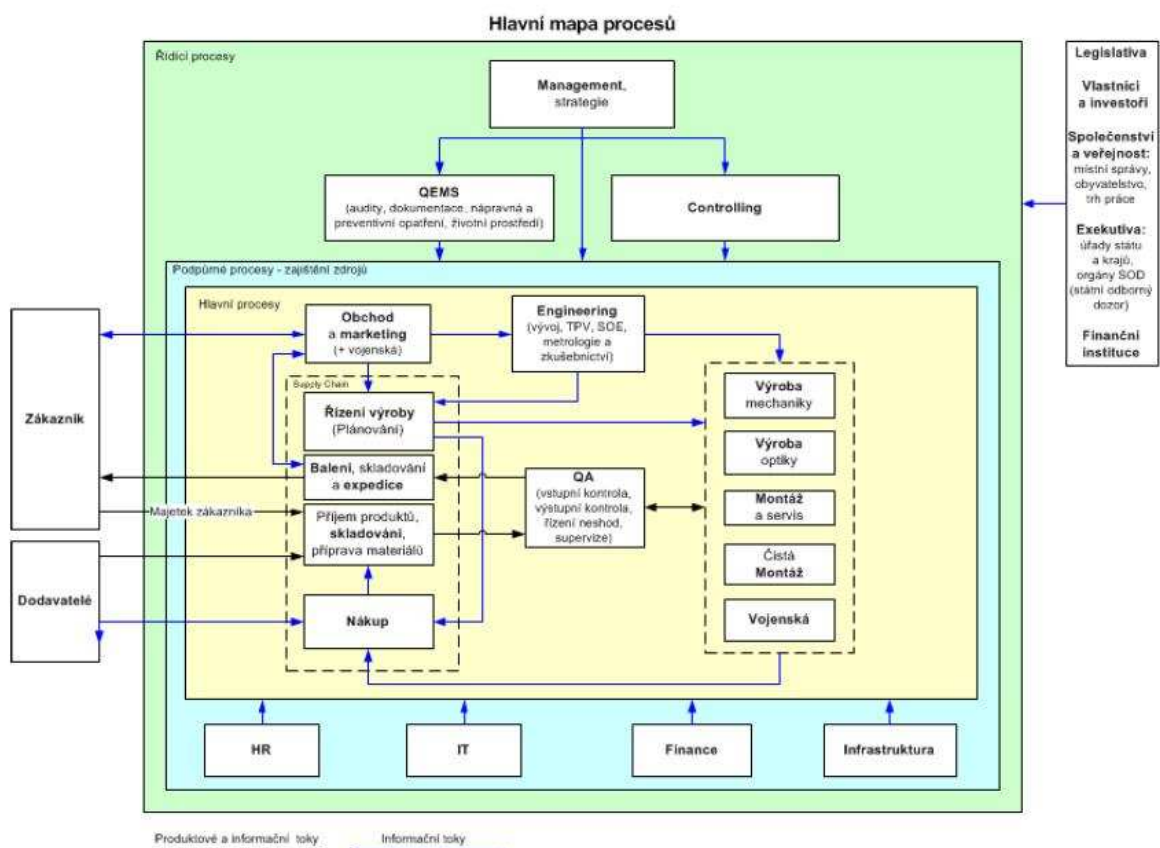 Hlavní mapa procesů
Řídící procesy
Management,
strategie
QEMS
(audity, dokumentace, nápravná a
preventivní opatření, životní prostředí)
Controlling
Legislativa
Vlastníci
a investoři
Společenství
a veřejnost:
místní správy,
obyvatelstvo,
trh práce
Exekutiva:
úřady státu
a krajů,
orgány SOD
(státní odborný
dozor)
Finanční
instituce
Podpůrné procesy - zajištění zdrojů
Hlavní procesy
Obchod
a marketing
(+ vojenská)
Engineering
(vývoj, TPV, SOE,
metrologie a
zkušebnictví)
Supply Chain
Řízení výroby
(Plánování)
Balení, skladování
a expedice
Příjem produktů,
skladování,
příprava materiálů
Nákup
QA
(vstupní kontrola,
výstupní kontrola,
řízení neshod,
supervize)
Výroba
mechaniky
Výroba
optiky
Montáž
a servis
Čistá
Montáž
Vojenská
Zákazník
Majetek zákazníka
Dodavatelé
HR
IT
Finance
Infrastruktura
Produktové a informační toky
Informační toky